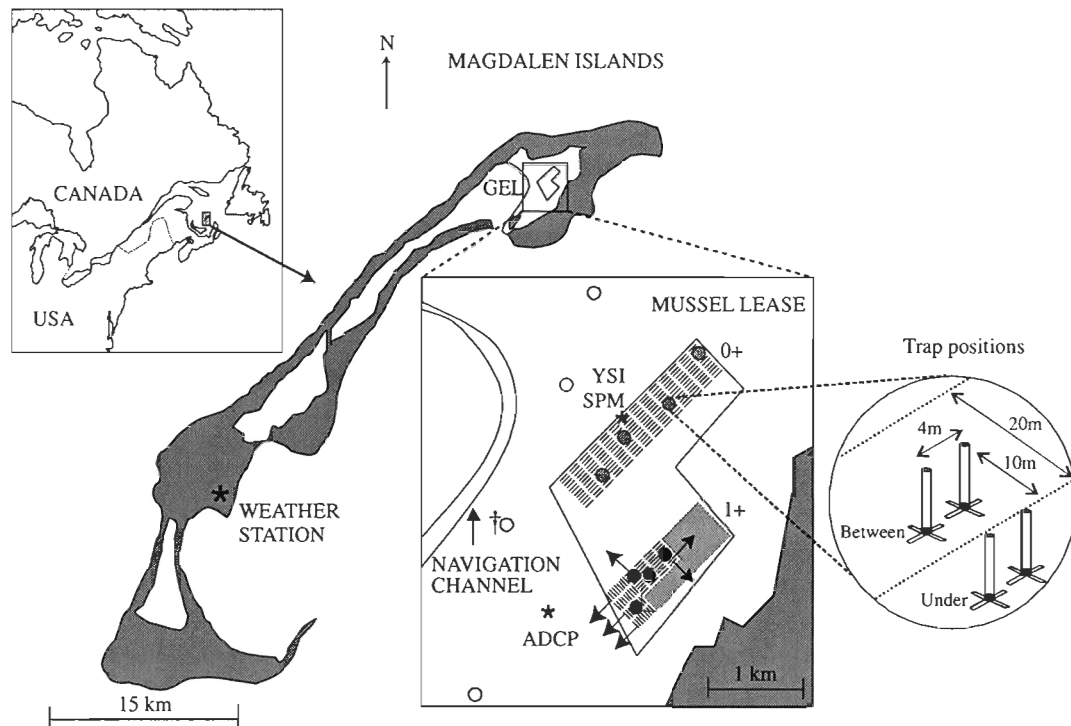 N
MAGDALEN ISLANDS
CANADA
USA
GEL
MUSSEL LEASE
0+
YSI
SPM
1+
NAVIGATION
CHANNEL
ADCP
1 km
WEATHER
STATION
15 km
Trap positions
4m
20m
10m
Between
Under